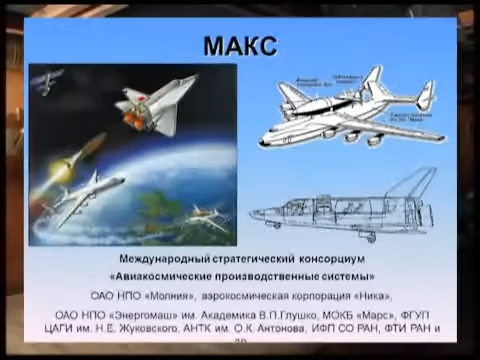 МАКС
Международный стратегический консорциум
«Авиакосмические производственные системы»
ОАО НПО «Молния», аэрокосмическая корпорация «Ника»,
ОАО НПО «Энергомаш» им. Академика В.П.Глушко, МОКБ «Марс», ФГУП
ЦАГИ им. Н.Е. Жуковского, АНТК им. О.К. Антонова, ИФП СО РАН, ФТИ РАН и